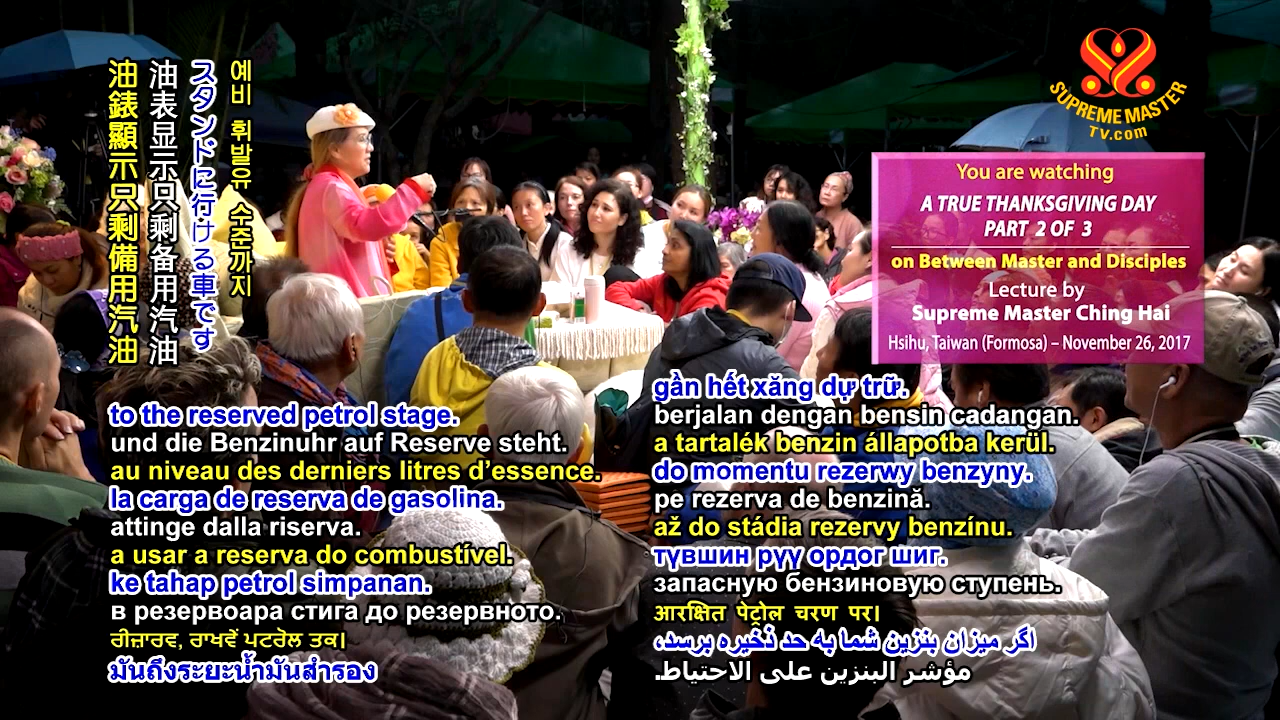 SUPREME MASTER
TV.com
You are watching
A TRUE THANKSGIVING DAY
PART 2 OF 3
on Between Master and Disciples
Lecture by
Supreme Master Ching Hai
Hsihu, Taiwan (Formosa) – November 26, 2017
예비 휘발유 수준까지
スタンドに行ける車です
油表显示只剩备用汽油
油錶顯示只剩備用汽油
to the reserved petrol stage.
und die Benzinuhr auf Reserve steht.
au niveau des derniers litres d’essence.
la carga de reserva de gasolina.
attinge dalla riserva.
a usar a reserva do combustível.
ke tahap petrol simpanan.
в резервоара стига до резервното.
ਰੀਜ਼ਾਰਵ, ਰਾਖਵੇਂ ਪਟਰੋਲ ਤਕ।
มันถึงระยะน้ำมันสำรอง
gần hết xăng dự trữ.
berjalan dengan bensin cadangan.
a tartalék benzin állapotba kerül.
do momentu rezerwy benzyny.
pe rezerva de benzină.
až do stádia rezervy benzínu.
түвшин рүү ордог шиг.
запасную бензиновую ступень.
आरक्षित पेट्रोल चरण पर।
اگر میزان بنزین شما به حد ذخیره برسد،
مؤشر البنزين على الاحتياط.